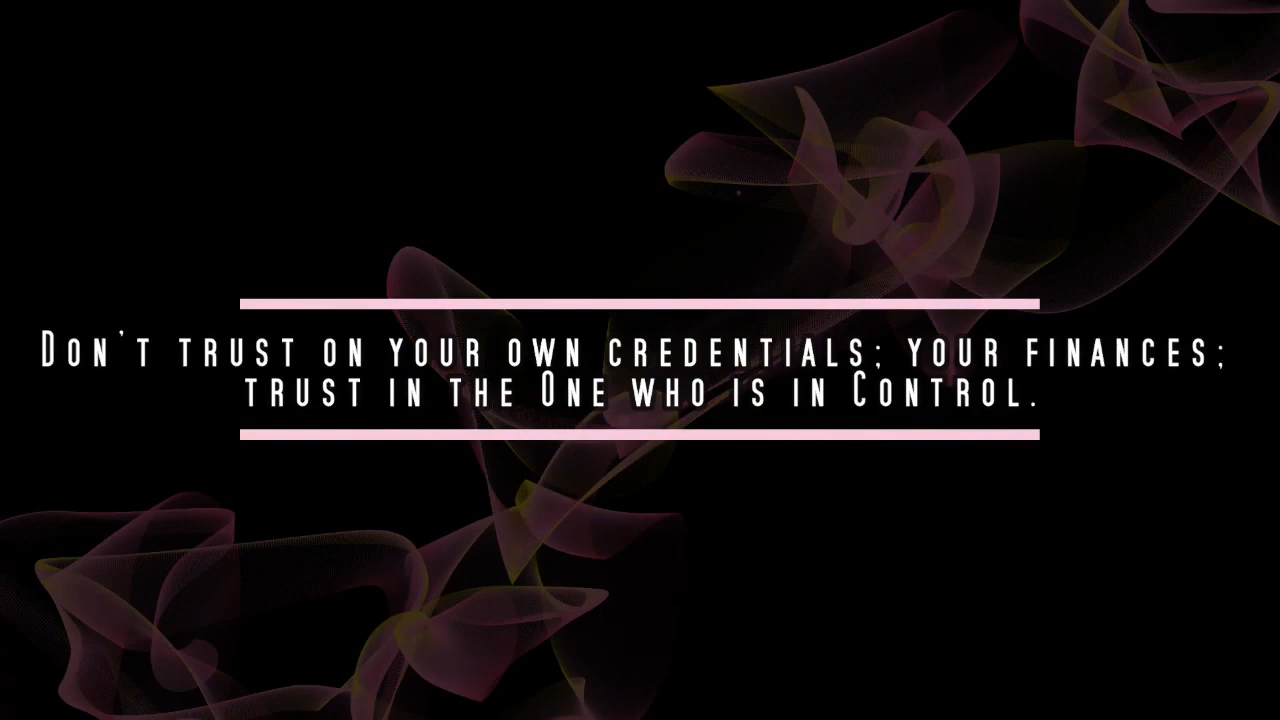 Don't trust on your own credentials; your finances;
trust in the One who is in Control.